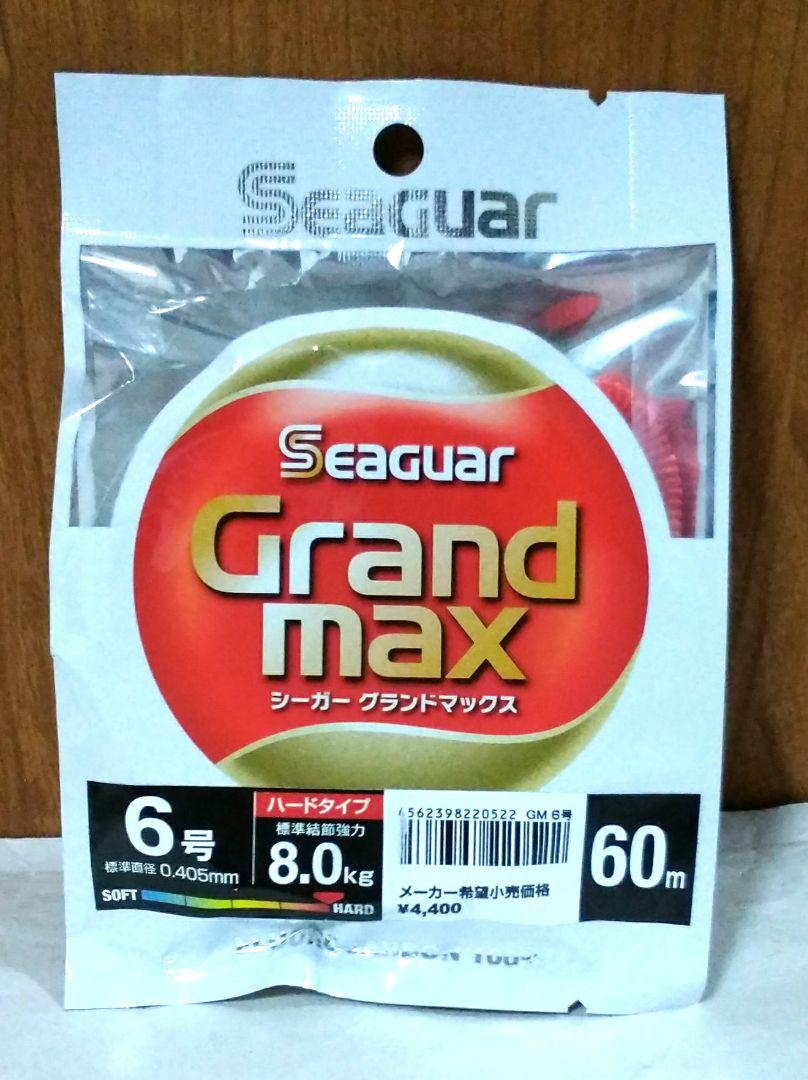 Seaguar
Seaguar
Grand
max
シーガー グランドマックス
6号
標準直径 0.405mm
SOFT
HARD
ハードタイプ
標準結節強力
8.0kg
4562398220522 GM 6号
メーカー希望小売価格
¥4,400
60m